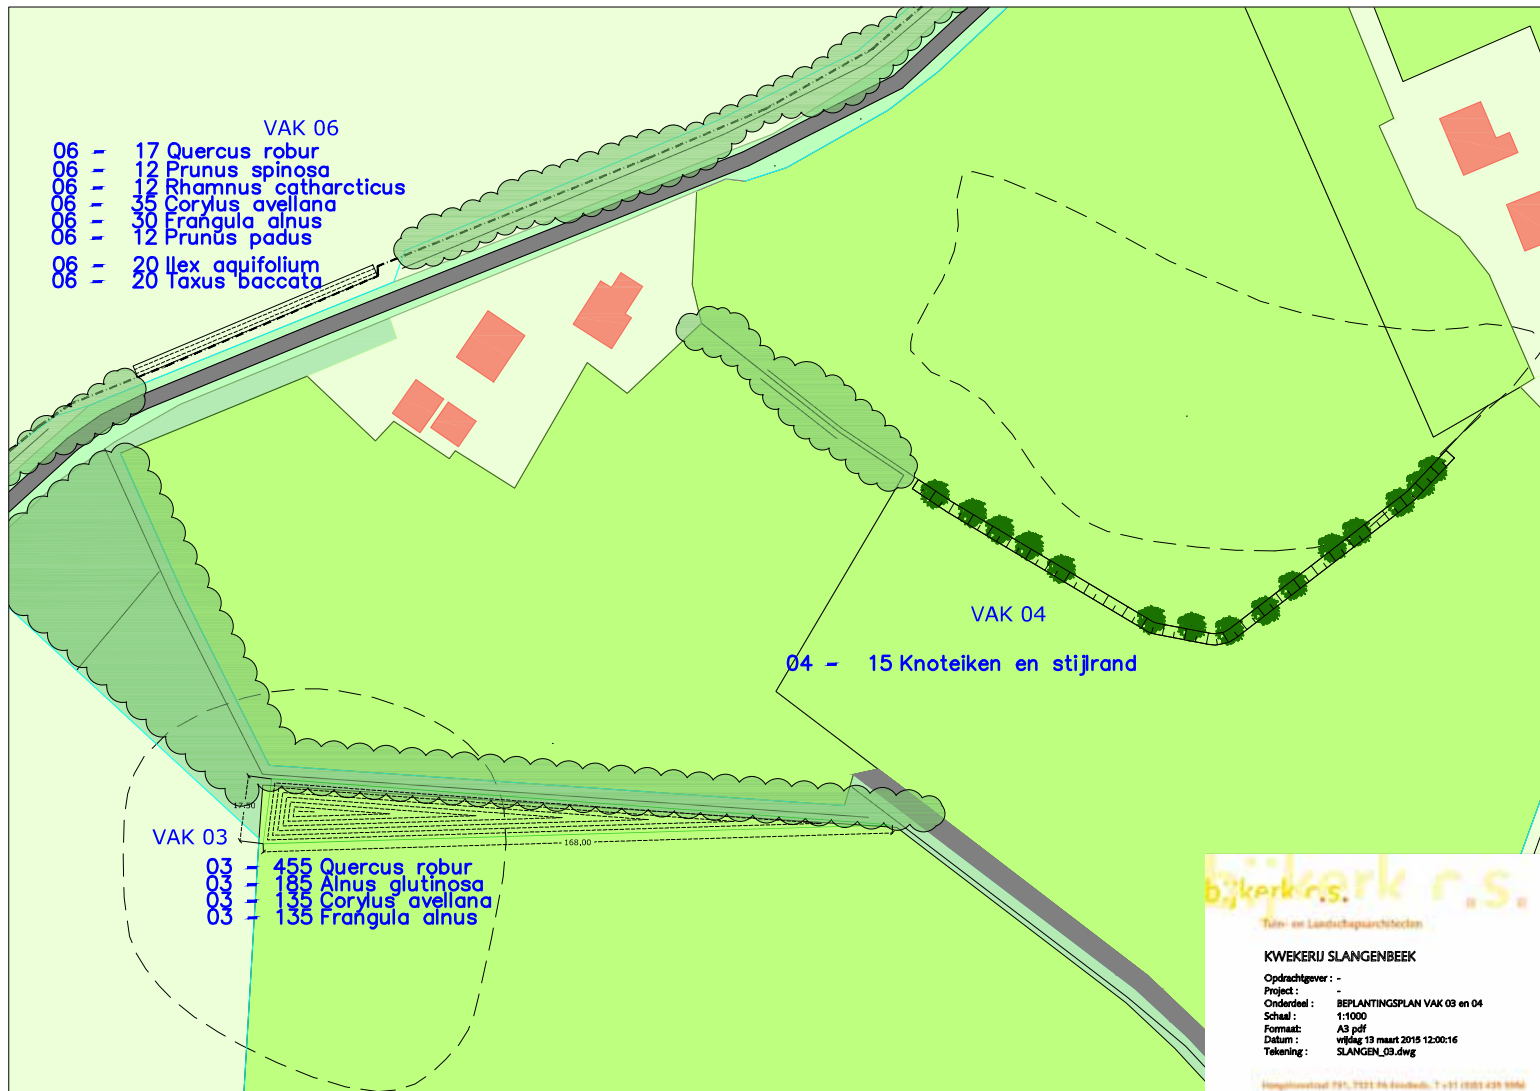 VAK 06
06 - 17 Quercus robur
06 - 12 Prunus spinosa
06 - 12 Rhamnus catharcticus
06 - 35 Corylus avellana
06 - 30 Frangula alnus
06 - 12 Prunus padus
06 - 20 Ilex aquifolium
06 - 20 Taxus baccata
VAK 04
04 - 15 Knoteiken en stijlrand
17.50
168.00
VAK 03
03 - 455 Quercus robur
03 - 185 Alnus glutinosa
03 - 135 Corylus avellana
03 - 135 Frangula alnus
bijkerk r.s.
Tuin- en Landschapsarchitecten
KWEKERIJ SLANGENBEEK
Opdrachtgever : -
Project : -
Onderdeel : BEPLANTINGSPLAN VAK 03 en 04
Schaal : 1:1000
Formaat: A3 pdf
Datum : vrijdag 13 maart 2015 12:00:16
Tekening : SLANGEN_03.dwg